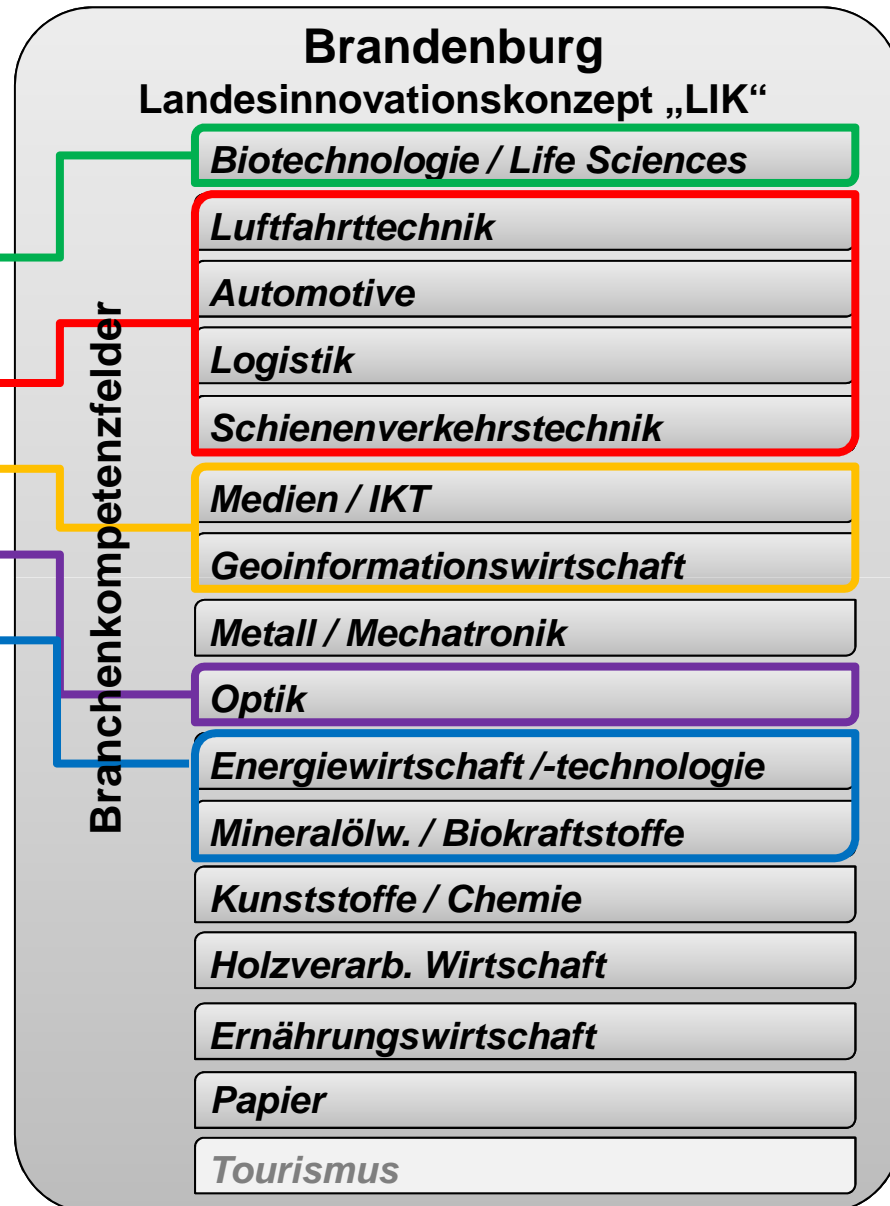 Brandenburg
Landesinnovationskonzept „LIK“
Branchenkompetenzfelder
Biotechnologie / Life Sciences
Luftfahrttechnik
Automotive
Logistik
Schienenverkehrstechnik
Medien / IKT
Geoinformationswirtschaft
Metall / Mechatronik
Optik
Energiewirtschaft /-technologie
Mineralölw. / Biokraftstoffe
Kunststoffe / Chemie
Holzverarb. Wirtschaft
Ernährungswirtschaft
Papier
Tourismus